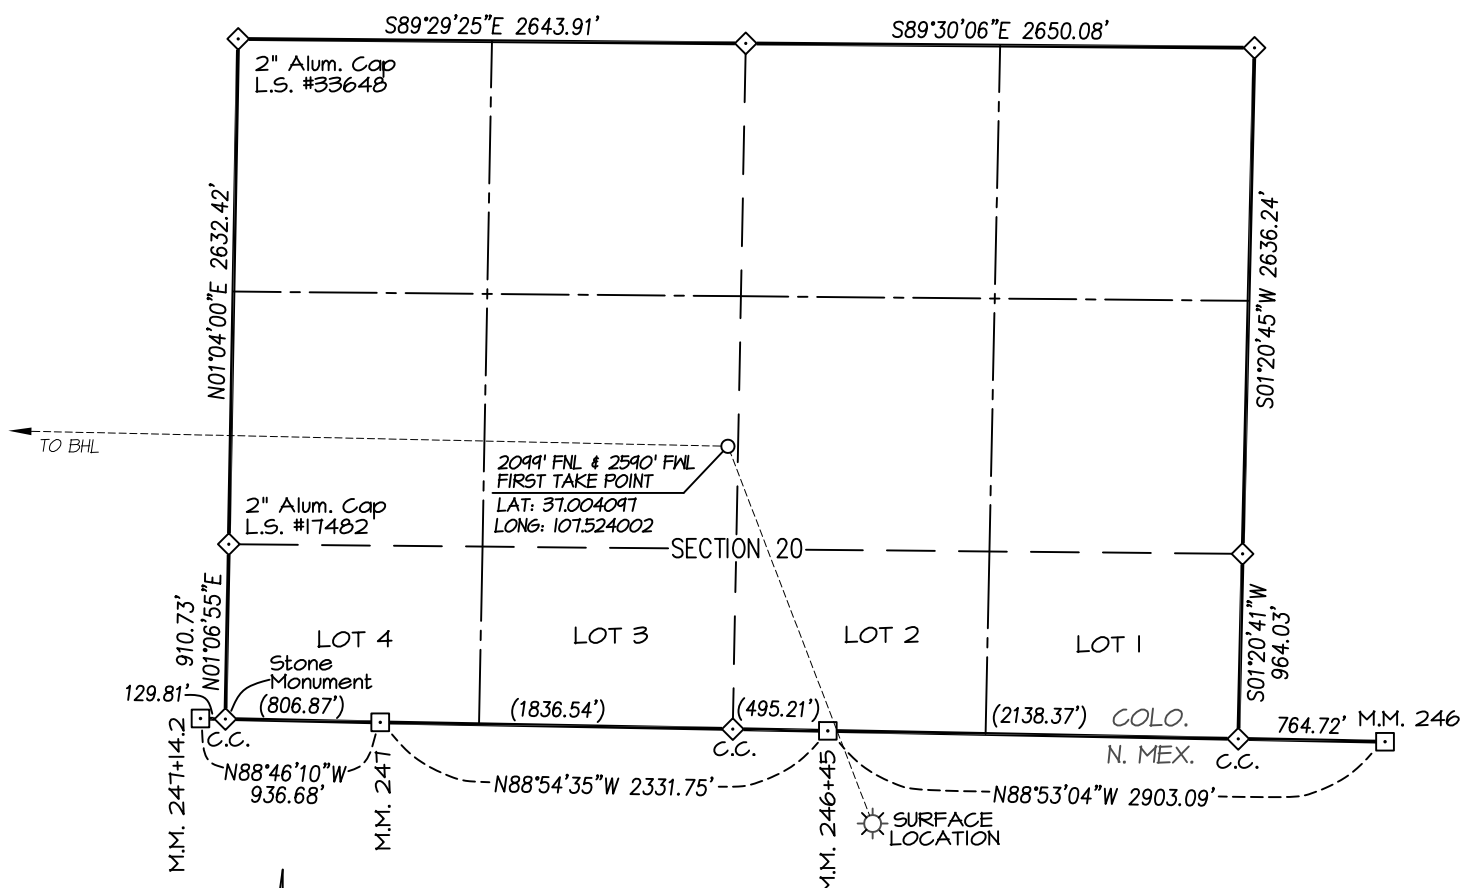 S89°29'25"E 2643.91'
S89°30'06"E 2650.08'
2" Alum. Cap
L.S. #33648
N01°04'00"E 2632.42'
S01°20'45"W 2636.24'
TO BHL
2099' FNL & 2590' FWL
FIRST TAKE POINT
LAT: 37.004097
LONG: 107.524002
2" Alum. Cap
L.S. #17482
SECTION 20
910.73'
N01°06'55"E
LOT 4
LOT 3
LOT 2
LOT 1
S01°20'41"W
964.03'
Stone
Monument
129.81'
(806.87')
(1836.54')
(495.21')
(2138.37')
COLO.
764.72'
M.M. 246
C.C.
C.C.
N. MEX.
C.C.
M.M. 247+14.2
N88°46'10"W
936.68'
M.M. 247
N88°54'35"W 2331.75'
M.M. 246+45
N88°53'04"W 2903.09'
SURFACE
LOCATION